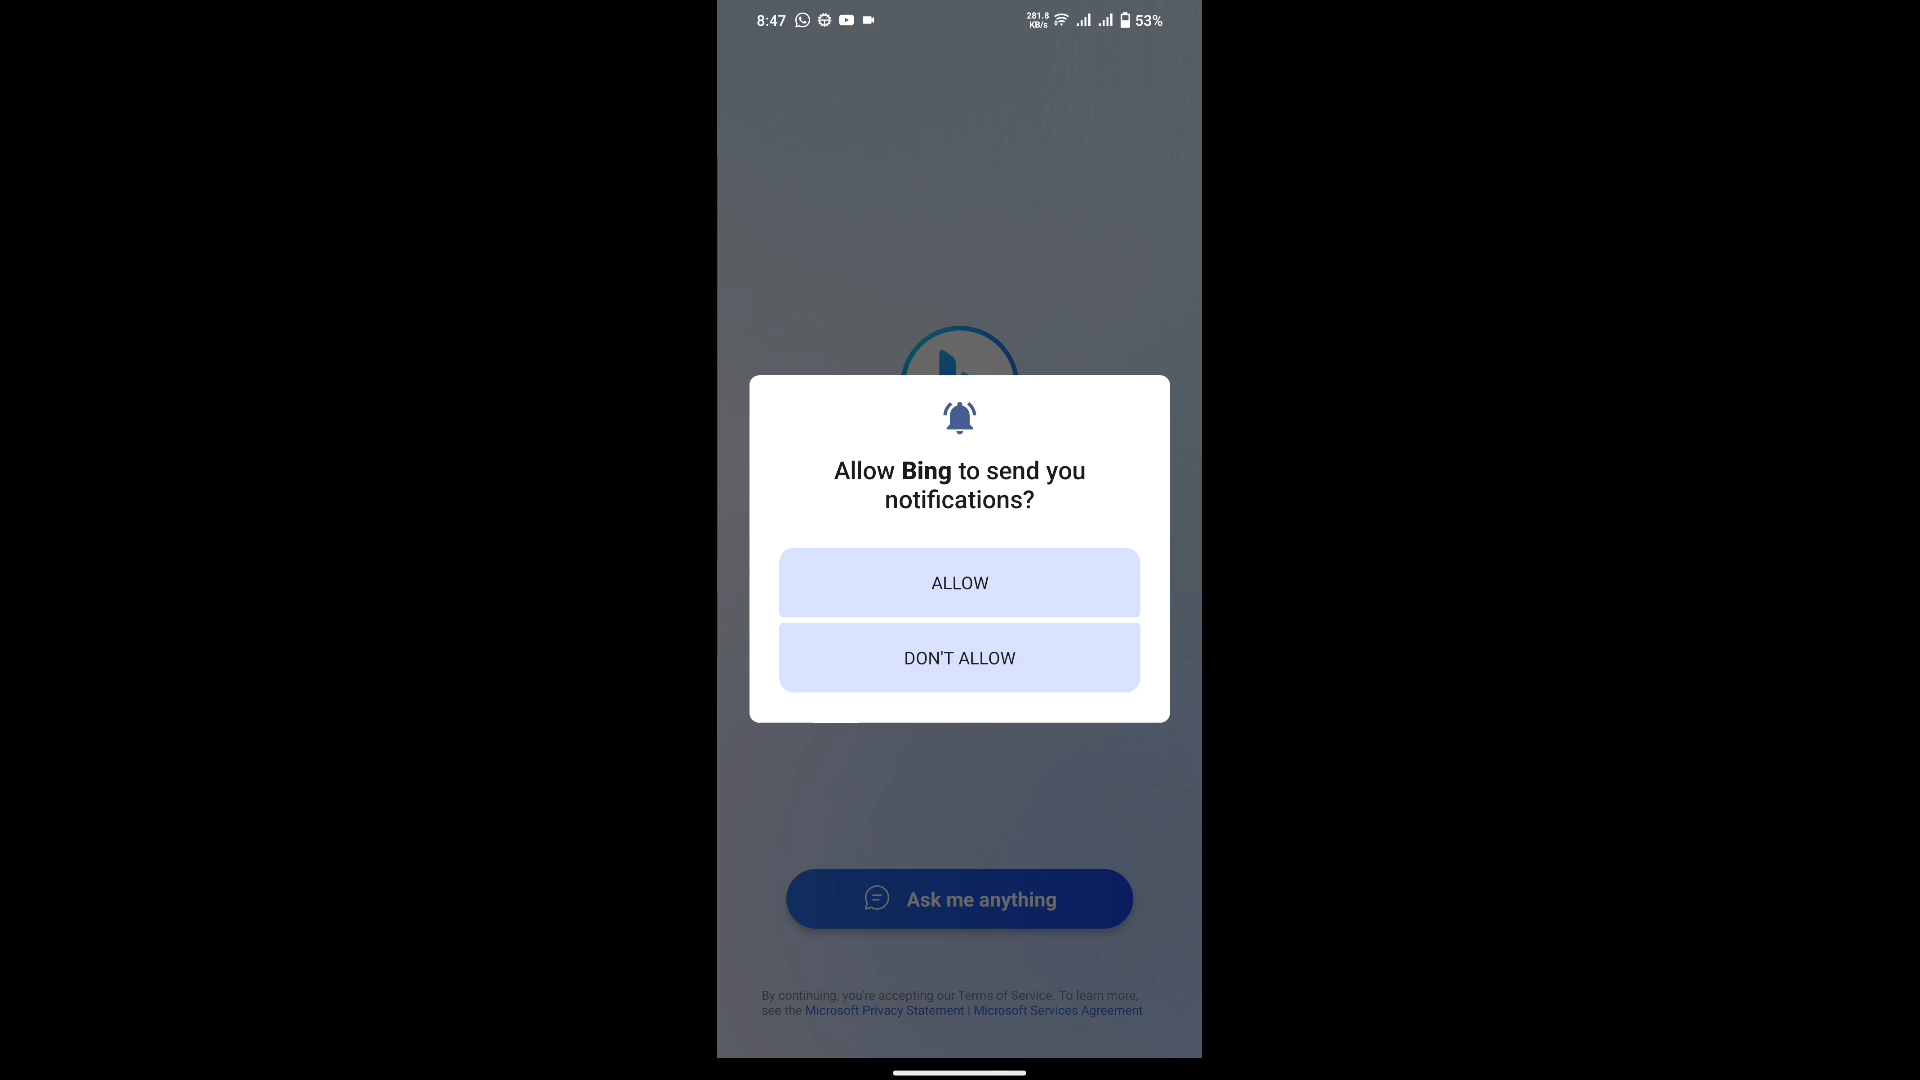 8:47
281.8
KB/s
53%
Allow Bing to send you
notifications?
ALLOW
DON'T ALLOW
Ask me anything
By continuing, you're accepting our Terms of Service. To learn more,
see the Microsoft Privacy Statement | Microsoft Services Agreement